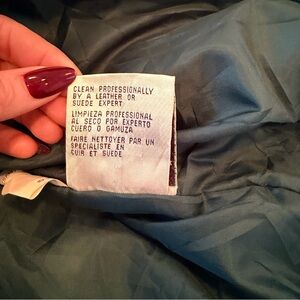 CLEAN PROFESSIONALLY
BY A LEATHER OR
SUEDE EXPERT
LIMPIEZA PROFESSIONAL
AL SECO POR EXPERTO
CUERO O GAMUZA
FAIRE NETTOYER PAR UN
SPECIALISTE EN
CUIR ET SUEDE